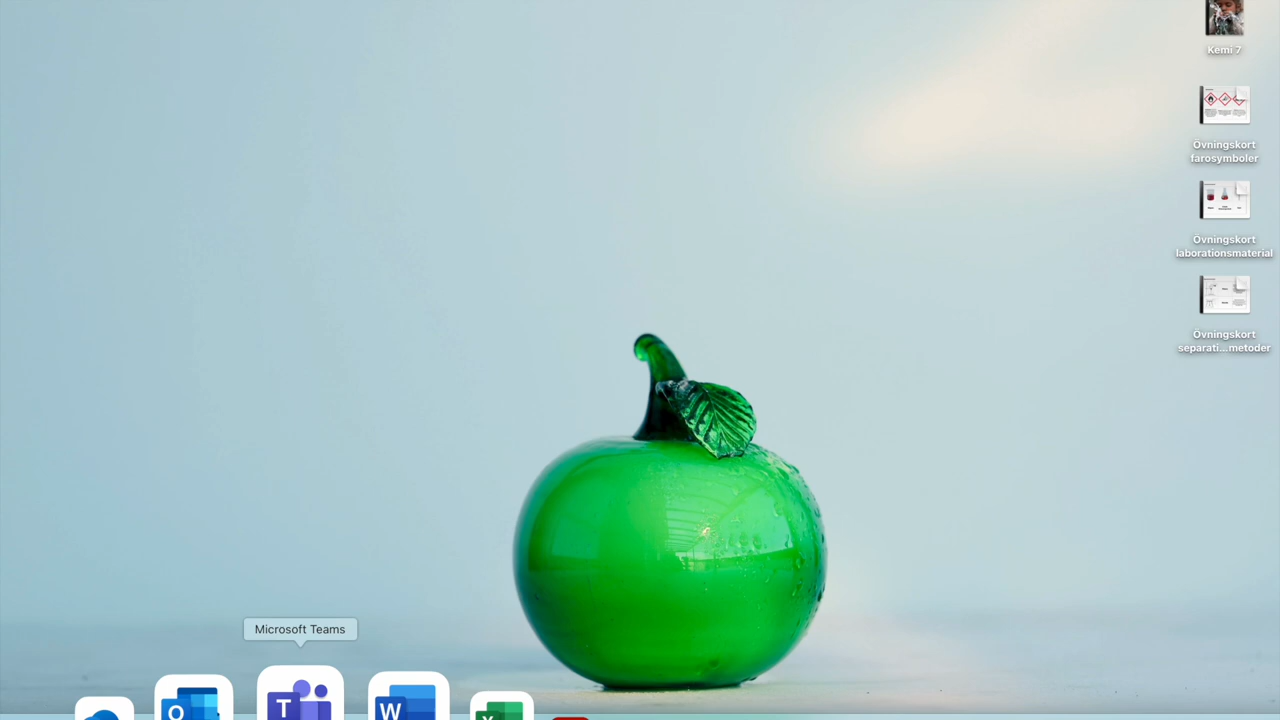 Kemi 7
Övningskort
farosymboler
Övningskort
laborationsmaterial
Övningskort
separati...metoder
Microsoft Teams
O
T
W
X